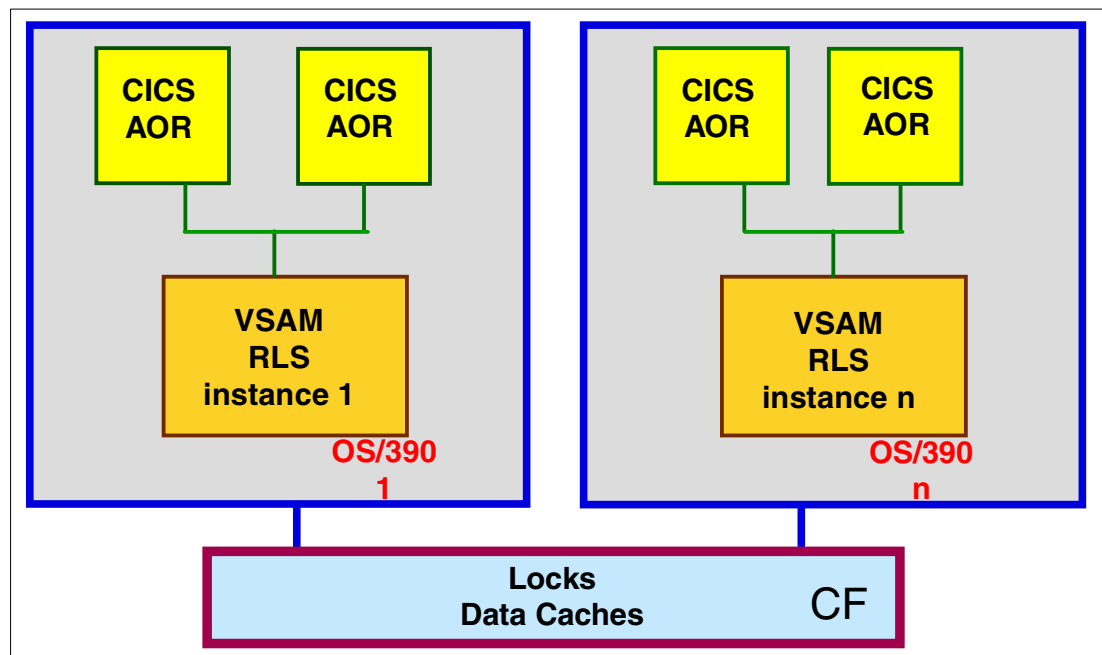 CICS
AOR
CICS
AOR
VSAM
RLS
instance 1
OS/390
1
CICS
AOR
CICS
AOR
VSAM
RLS
instance n
OS/390
n
Locks
Data Caches
CF